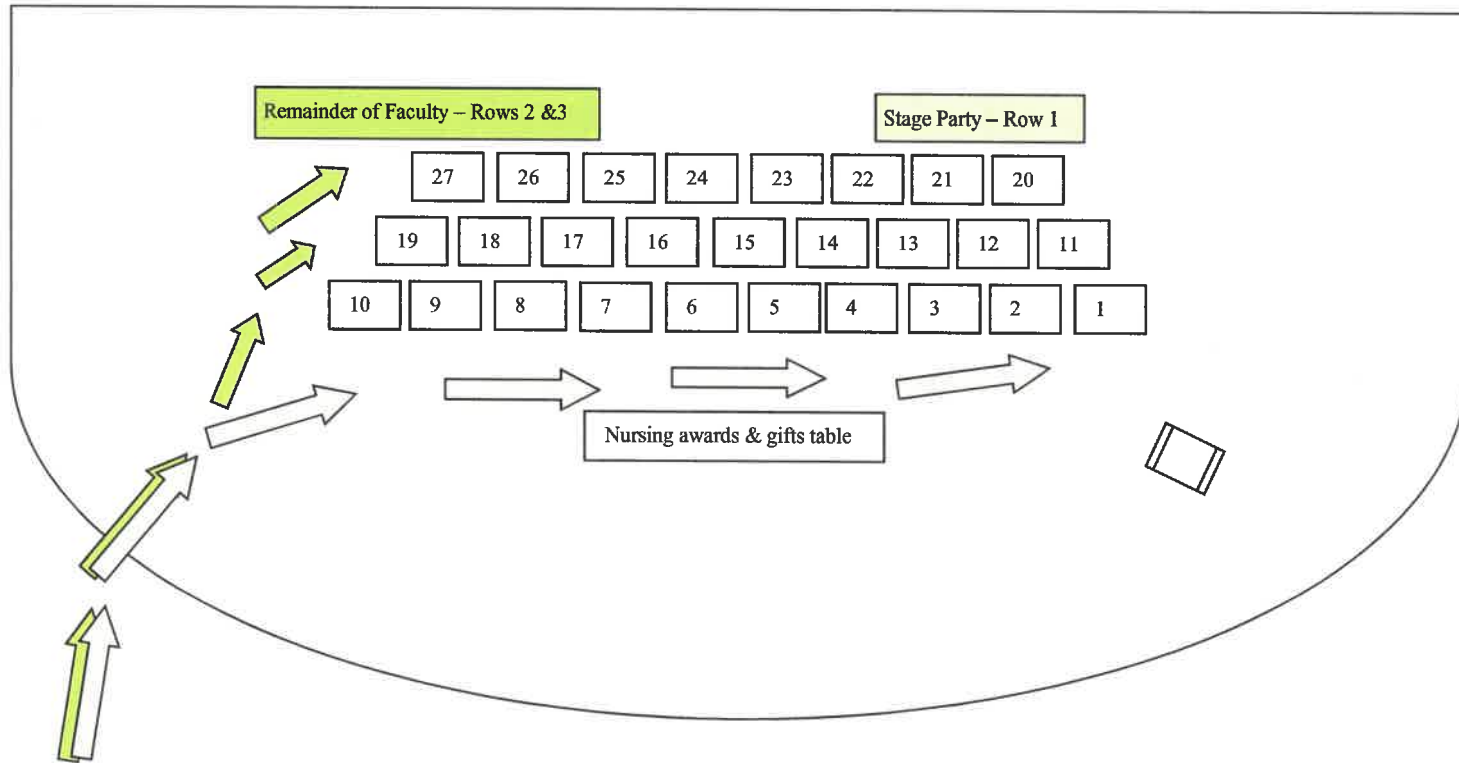 Remainder of Faculty – Rows 2 &3
Stage Party – Row 1
27 26 25 24 23 22 21 20
19 18 17 16 15 14 13 12 11
10 9 8 7 6 5 4 3 2 1
Nursing awards & gifts table